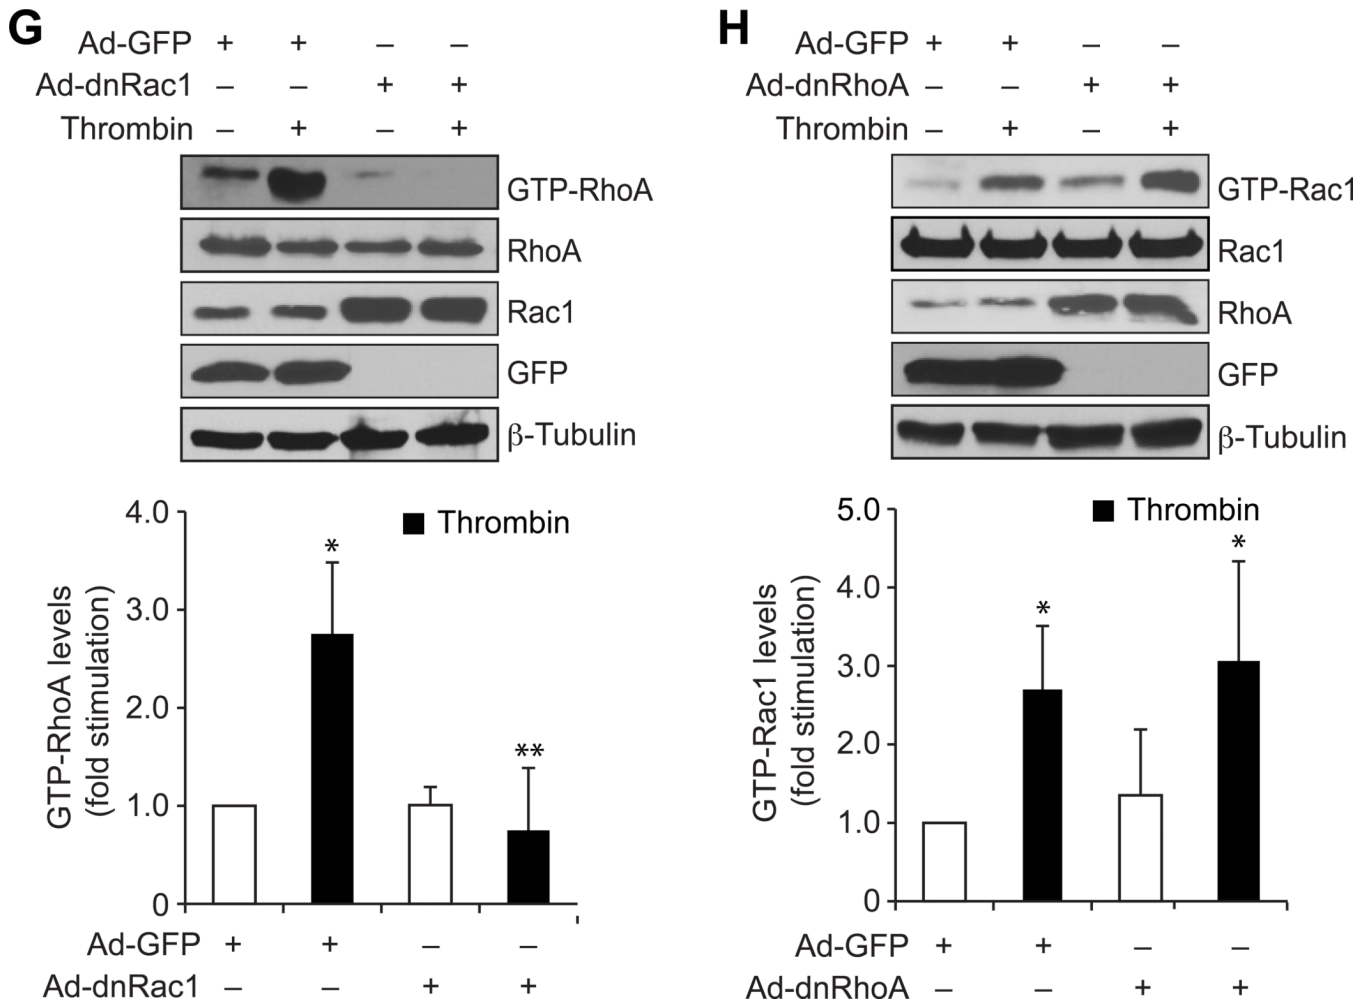 G
Ad-GFP + + – –
Ad-dnRac1 – – + +
Thrombin – + – +
GTP-RhoA
RhoA
Rac1
GFP
β-Tubulin
Thrombin
GTP-RhoA levels
(fold stimulation)
4.0
3.0
2.0
1.0
0
*
**
Ad-GFP + + – –
Ad-dnRac1 – – + +
H
Ad-GFP + + – –
Ad-dnRhoA – – + +
Thrombin – + – +
GTP-Rac1
Rac1
RhoA
GFP
β-Tubulin
Thrombin
GTP-Rac1 levels
(fold stimulation)
5.0
4.0
3.0
2.0
1.0
0
*
*
Ad-GFP + + – –
Ad-dnRhoA – – + +